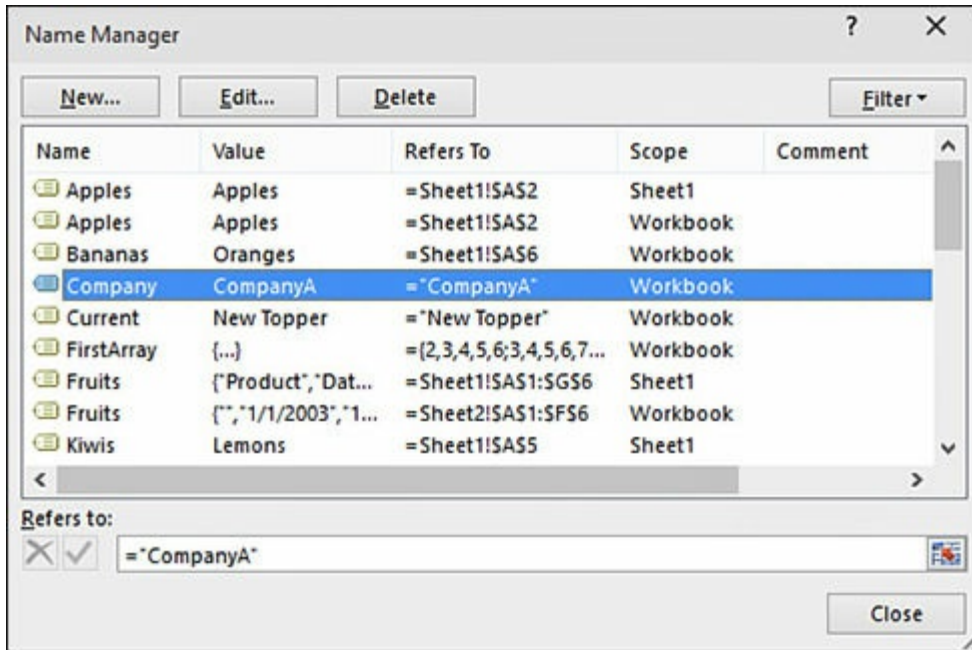 Name Manager ? ×
New... Edit... Delete Filter
Name Value Refers To Scope Comment
Apples Apples =Sheet1!$A$2 Sheet1
Apples Apples =Sheet1!$A$2 Workbook
Bananas Oranges =Sheet1!$A$6 Workbook
Company CompanyA ="CompanyA" Workbook
Current New Topper ="New Topper" Workbook
FirstArray {...} ={2,3,4,5,6;3,4,5,6,7... Workbook
Fruits {"Product","Dat... =Sheet1!$A$1:$G$6 Sheet1
Fruits {"","1/1/2003","1... =Sheet2!$A$1:$F$6 Workbook
Kiwis Lemons =Sheet1!$A$5 Sheet1
Refers to:
="CompanyA"
Close